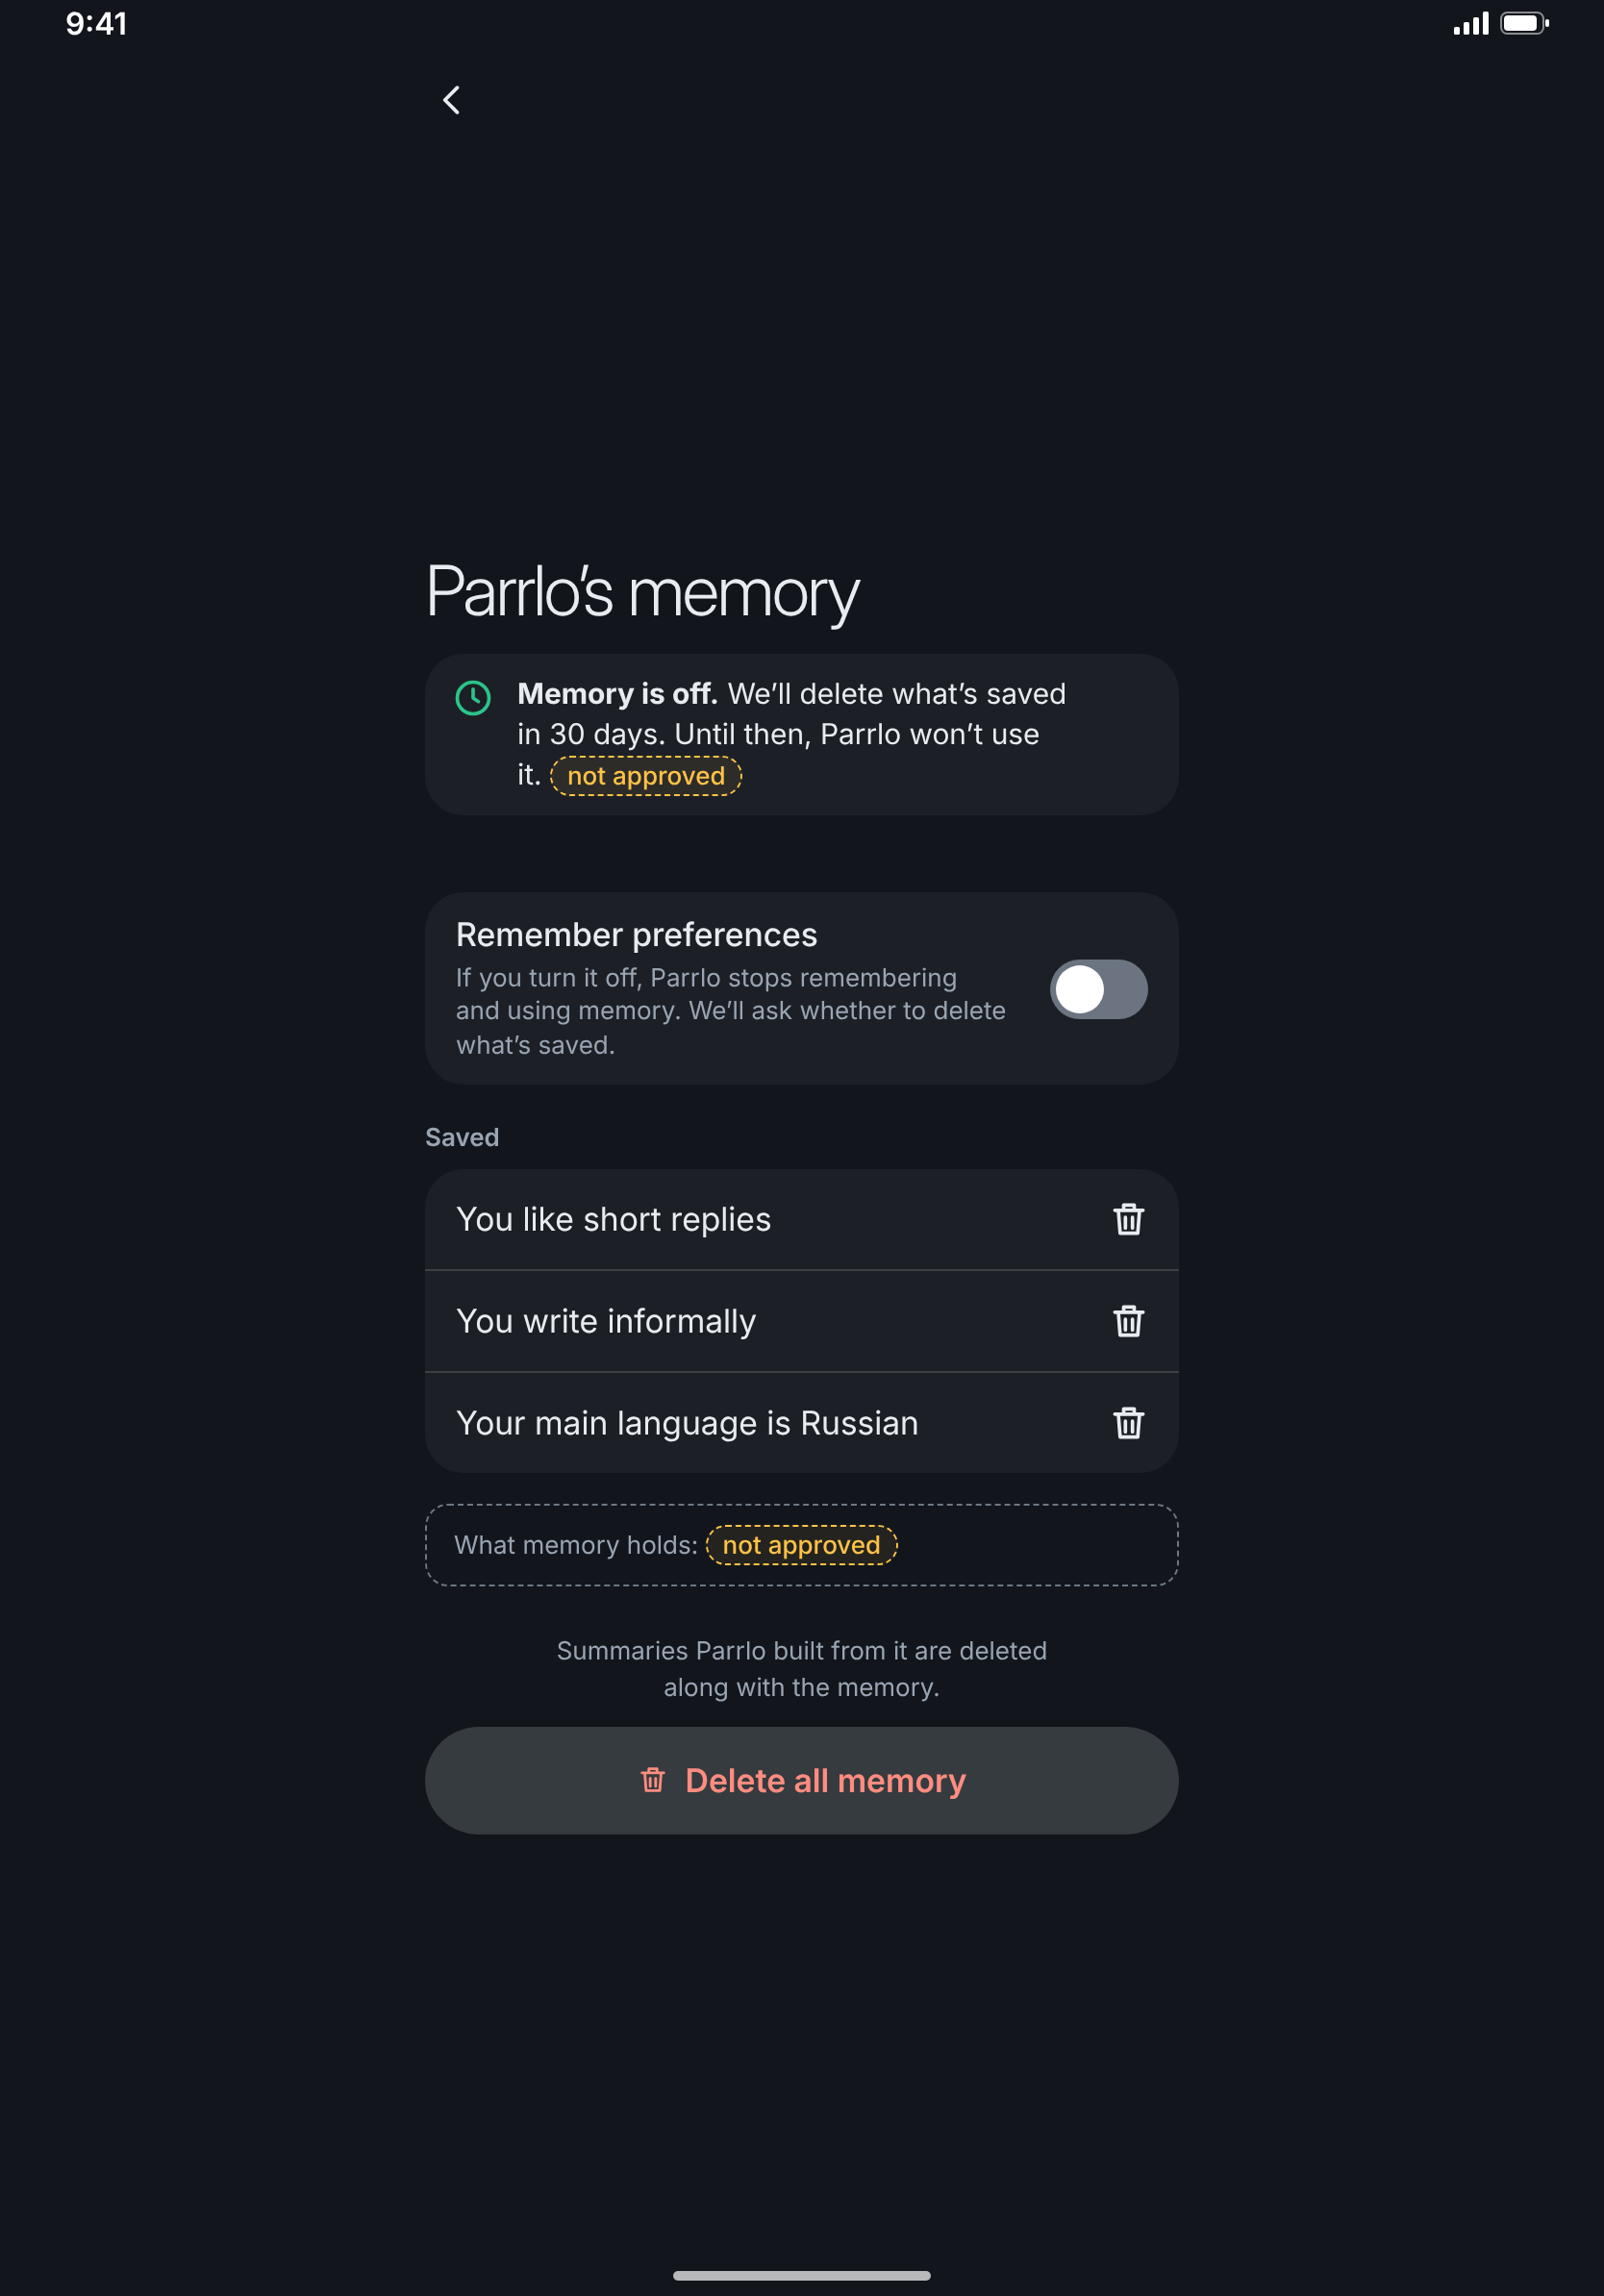 9:41
Parrlo’s memory
Memory is off. We’ll delete what’s saved
in 30 days. Until then, Parrlo won’t use
it. not approved
Remember preferences
If you turn it off, Parrlo stops remembering
and using memory. We’ll ask whether to delete
what’s saved.
Saved
You like short replies
You write informally
Your main language is Russian
What memory holds: not approved
Summaries Parrlo built from it are deleted
along with the memory.
Delete all memory